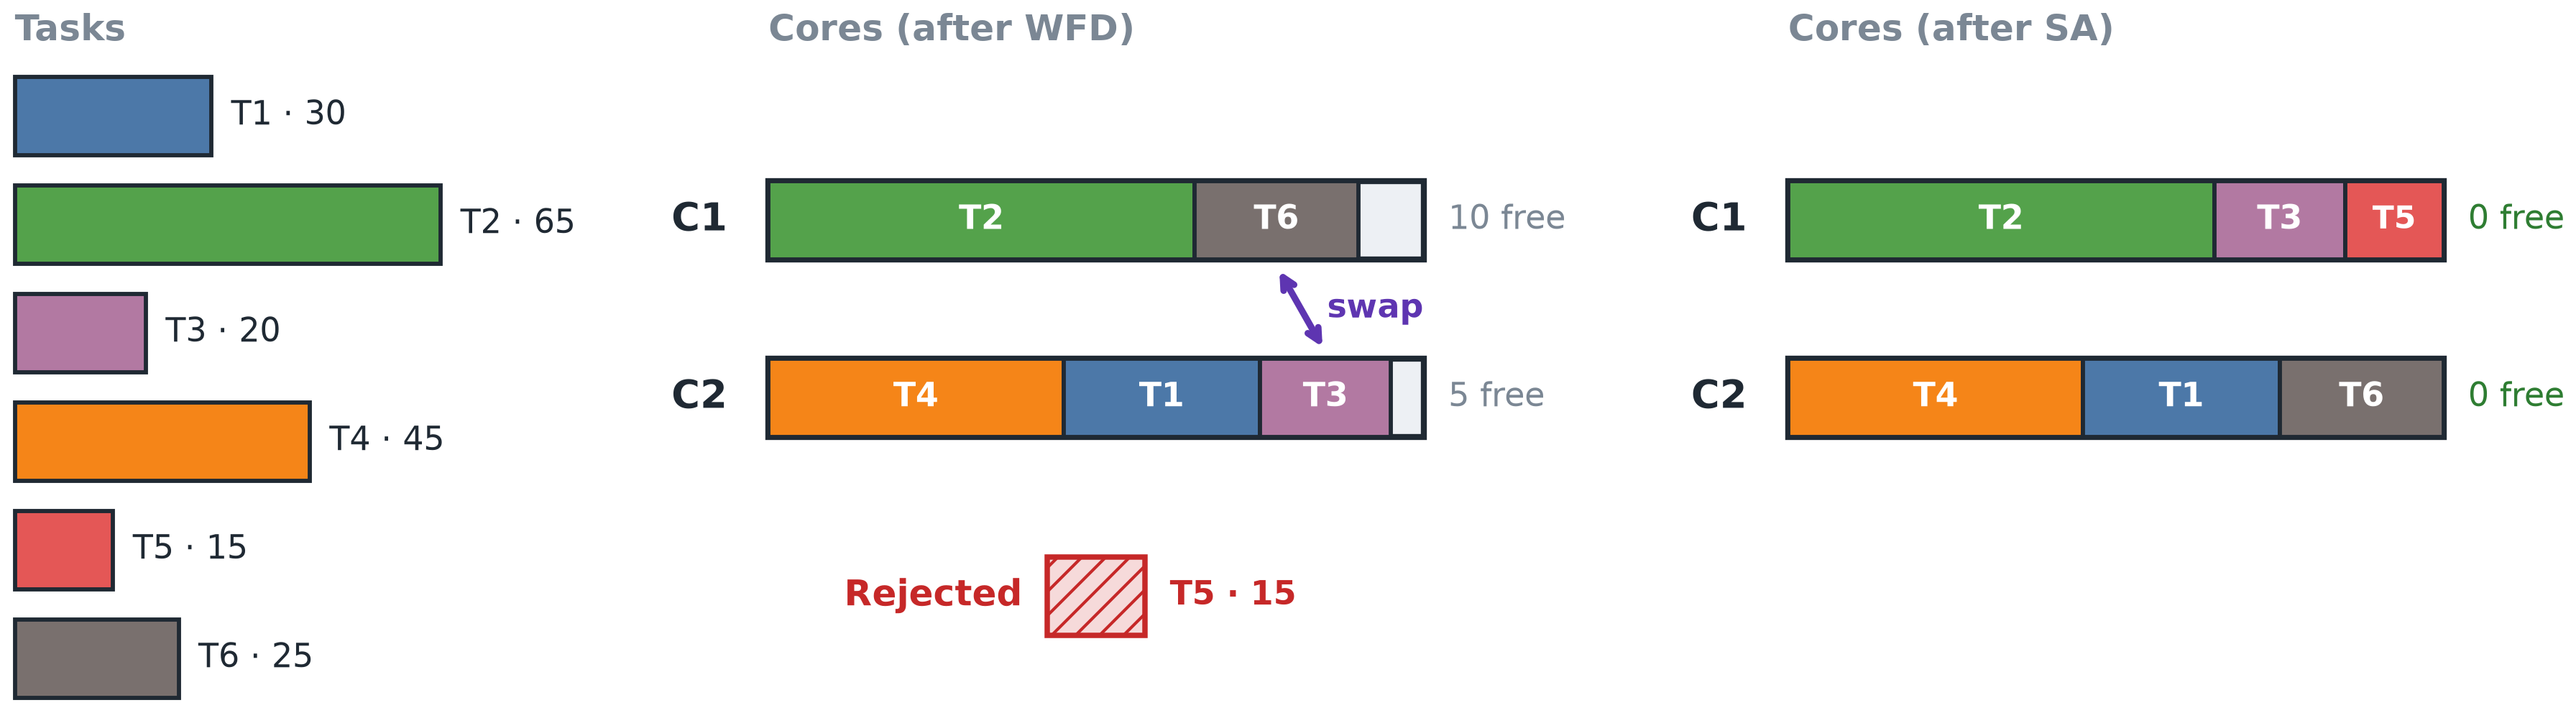 Tasks
T1 · 30
T2 · 65
T3 · 20
T4 · 45
T5 · 15
T6 · 25
Cores (after WFD)
C1 T2 T6 10 free
swap
C2 T4 T1 T3 5 free
Rejected T5 · 15
Cores (after SA)
C1 T2 T3 T5 0 free
C2 T4 T1 T6 0 free